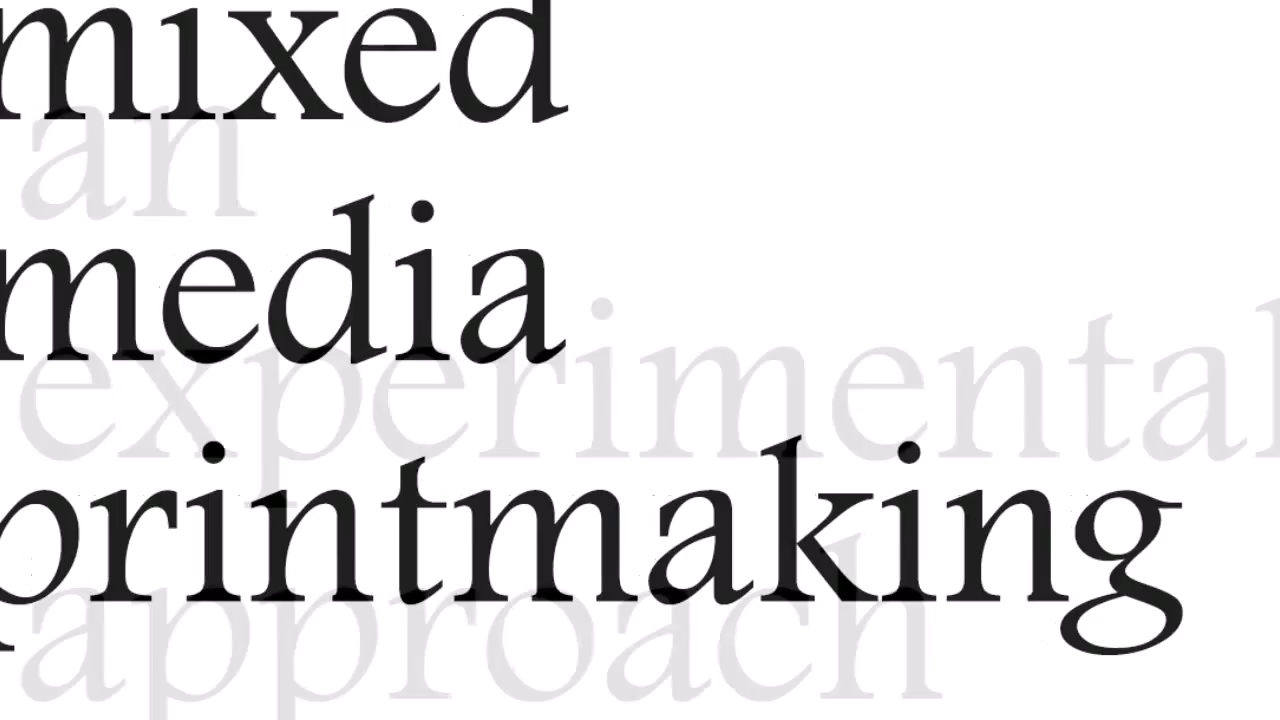 mixed
an
media
experimental
printmaking
approach